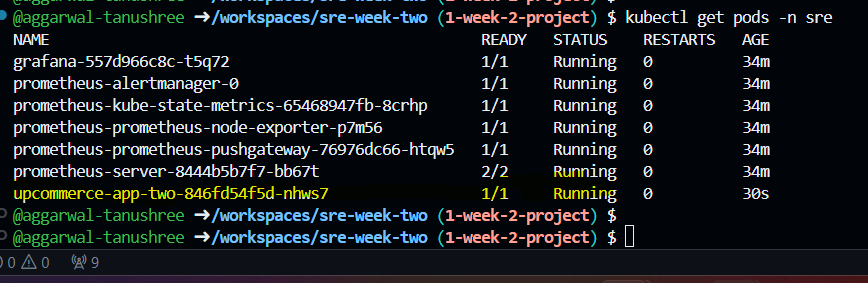 @aggarwal-tanushree ➜/workspaces/sre-week-two (1-week-2-project) $ kubectl get pods -n sre
NAME READY STATUS RESTARTS AGE
grafana-557d966c8c-t5q72 1/1 Running 0 34m
prometheus-alertmanager-0 1/1 Running 0 34m
prometheus-kube-state-metrics-65468947fb-8crhp 1/1 Running 0 34m
prometheus-prometheus-node-exporter-p7m56 1/1 Running 0 34m
prometheus-prometheus-pushgateway-76976dc66-htqw5 1/1 Running 0 34m
prometheus-server-8444b5b7f7-bb67t 2/2 Running 0 34m
upcommerce-app-two-846fd54f5d-nhws7 1/1 Running 0 30s
@aggarwal-tanushree ➜/workspaces/sre-week-two (1-week-2-project) $
@aggarwal-tanushree ➜/workspaces/sre-week-two (1-week-2-project) $
0 0 9